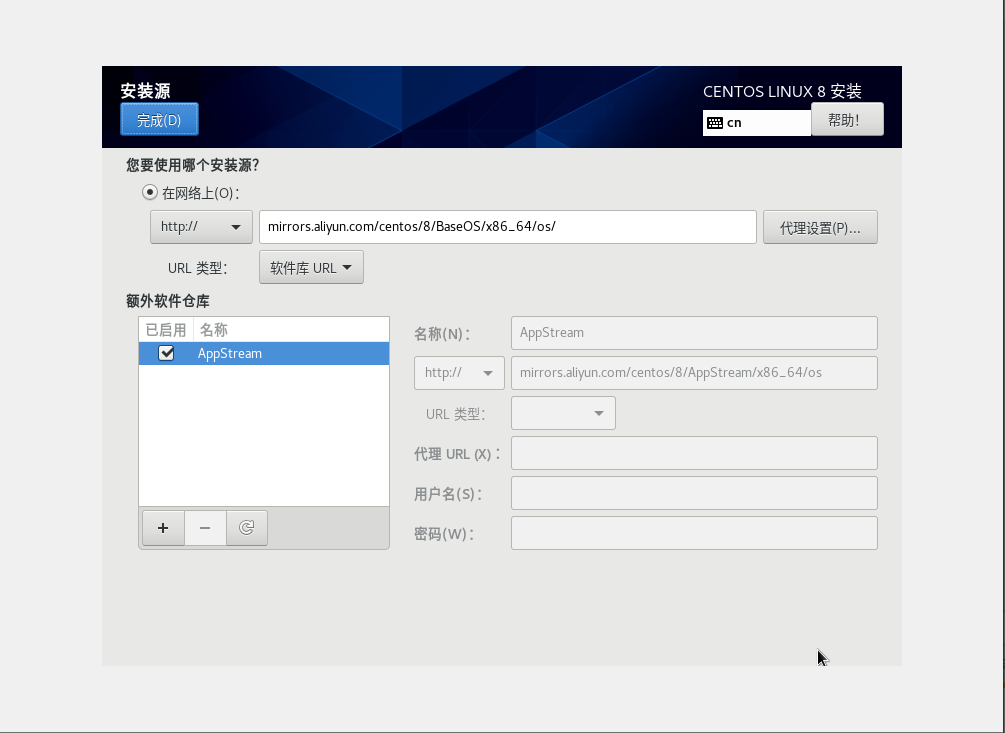 安装源
CENTOS LINUX 8 安装
完成(D)
cn
帮助！
您要使用哪个安装源？
在网络上(O)：
http://
mirrors.aliyun.com/centos/8/BaseOS/x86_64/os/
代理设置(P)...
URL 类型：
软件库 URL
额外软件仓库
已启用 名称
AppStream
名称(N)：
AppStream
http://
mirrors.aliyun.com/centos/8/AppStream/x86_64/os
URL 类型：
代理 URL (X)：
用户名(S)：
密码(W)：